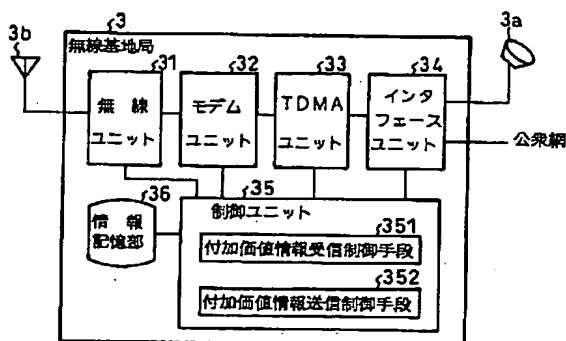 3
3b
3a
無線基地局
31
32
33
34
無線
ユニット
モデム
ユニット
TDMA
ユニット
インタ
フェース
ユニット
公衆網
36
35
情報
記憶部
制御ユニット
351
付加価値情報受信制御手段
352
付加価値情報送信制御手段